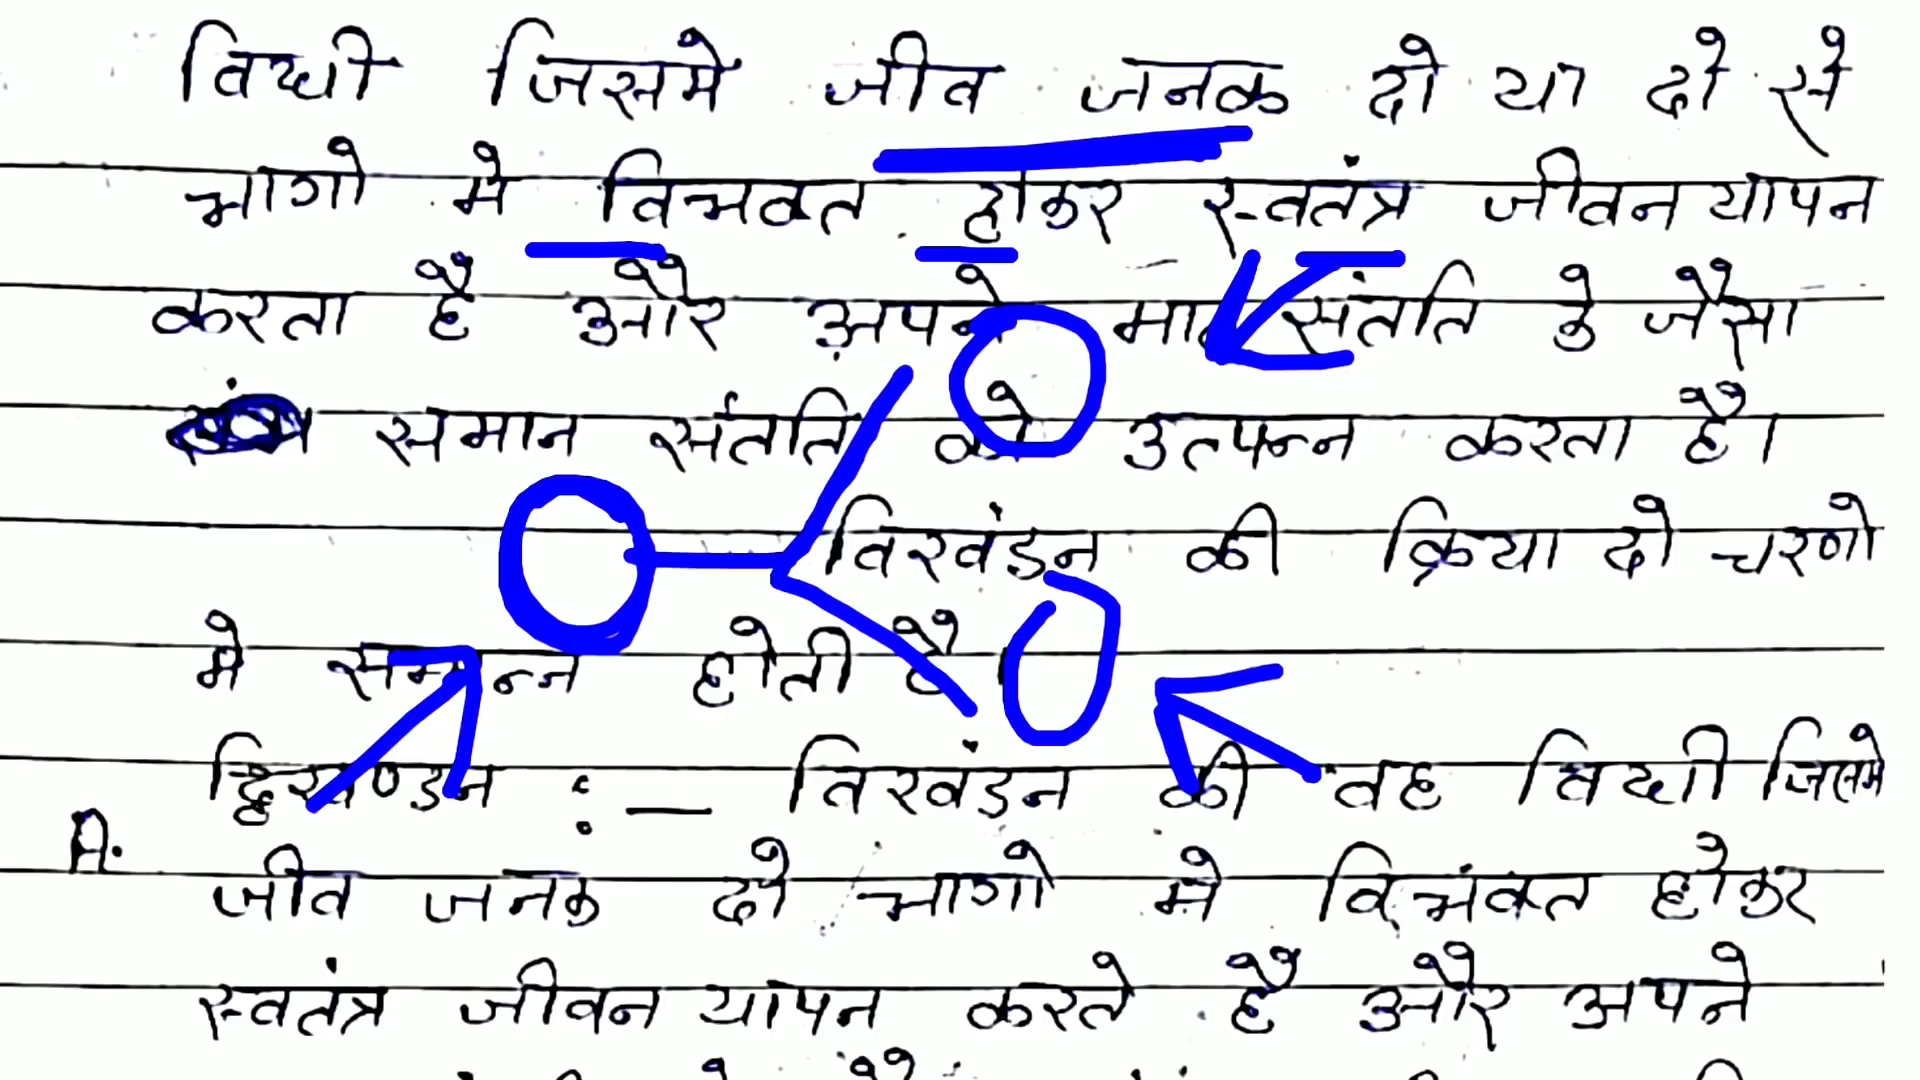 विधी जिसमे जीव जनक दो या दो से
भागो मे विभक्त होकर स्वतंत्र जीवन यापन
करता है और अपने मातृ संतति के जैसा
समान संतति को उत्पन्न करता है।
विखंडन की क्रिया दो चरणो
मे सम्पन्न होती है।
द्विखण्डन :— विखंडन की वह विधी जिसमे
जीव जनक दो भागो मे विभंक्त होकर
स्वतंत्र जीवन यापन करते है और अपने